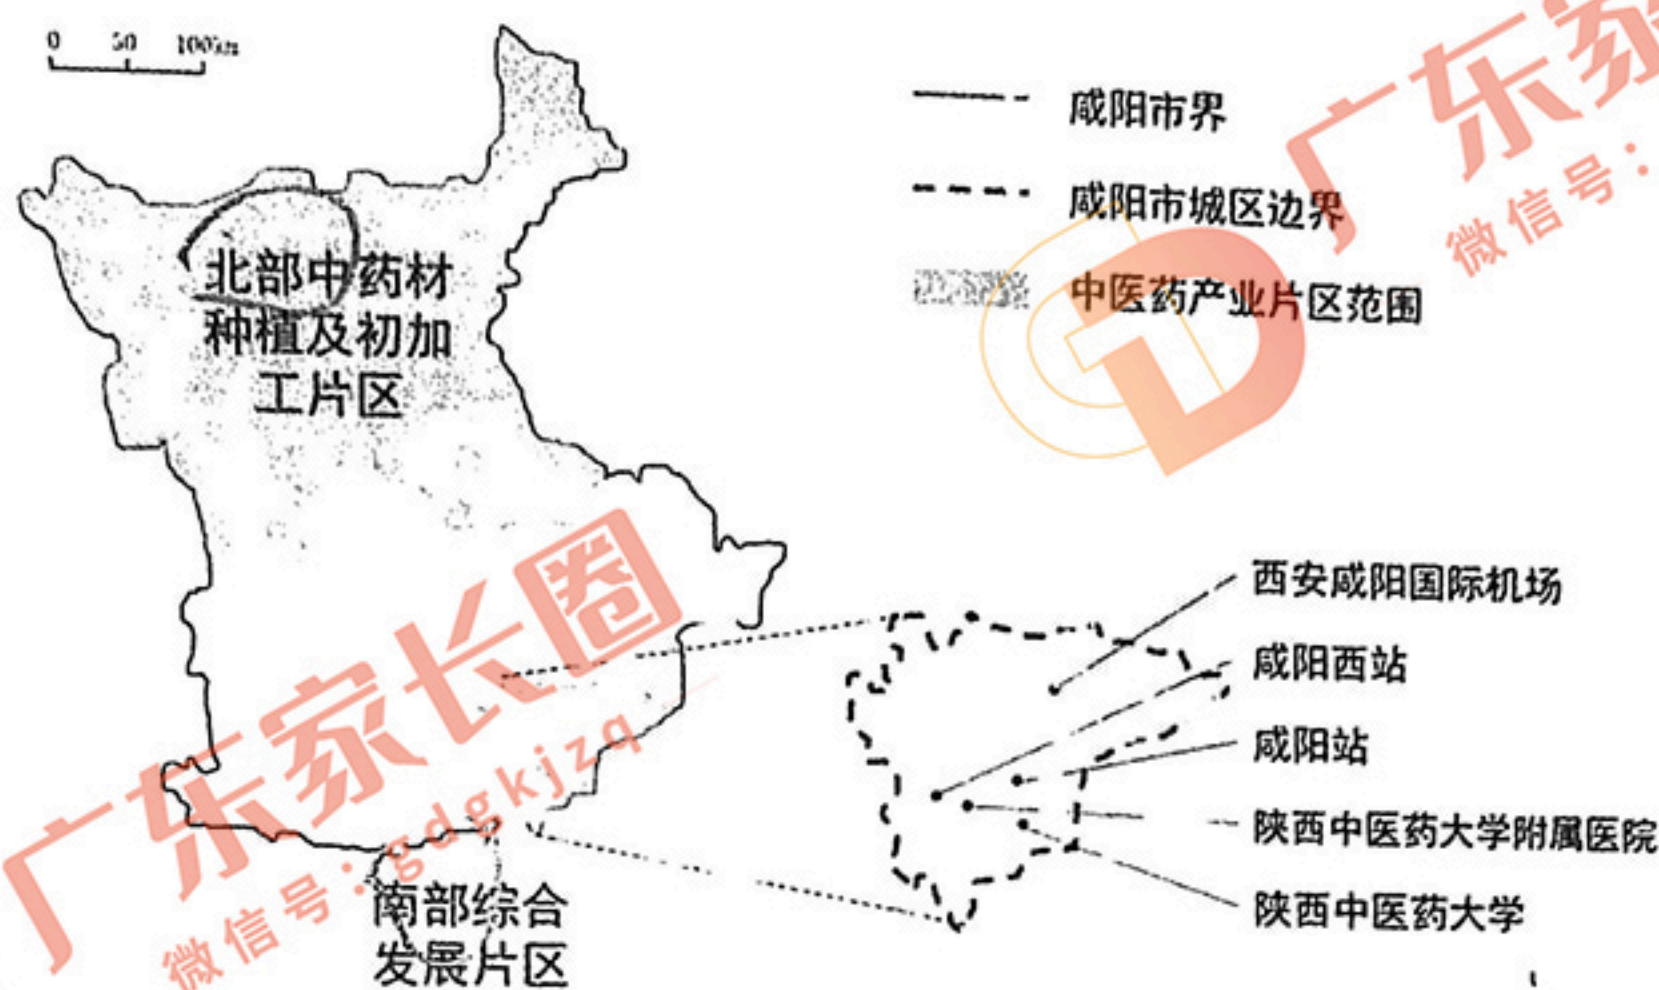 0 50 100km
咸阳市界
咸阳市城区边界
中医药产业片区范围
北部中药材
种植及初加
工片区
西安咸阳国际机场
咸阳西站
咸阳站
陕西中医药大学附属医院
陕西中医药大学
南部综合
发展片区
广东家长圈
微信号：gdgkjzq
广东家
微信号：